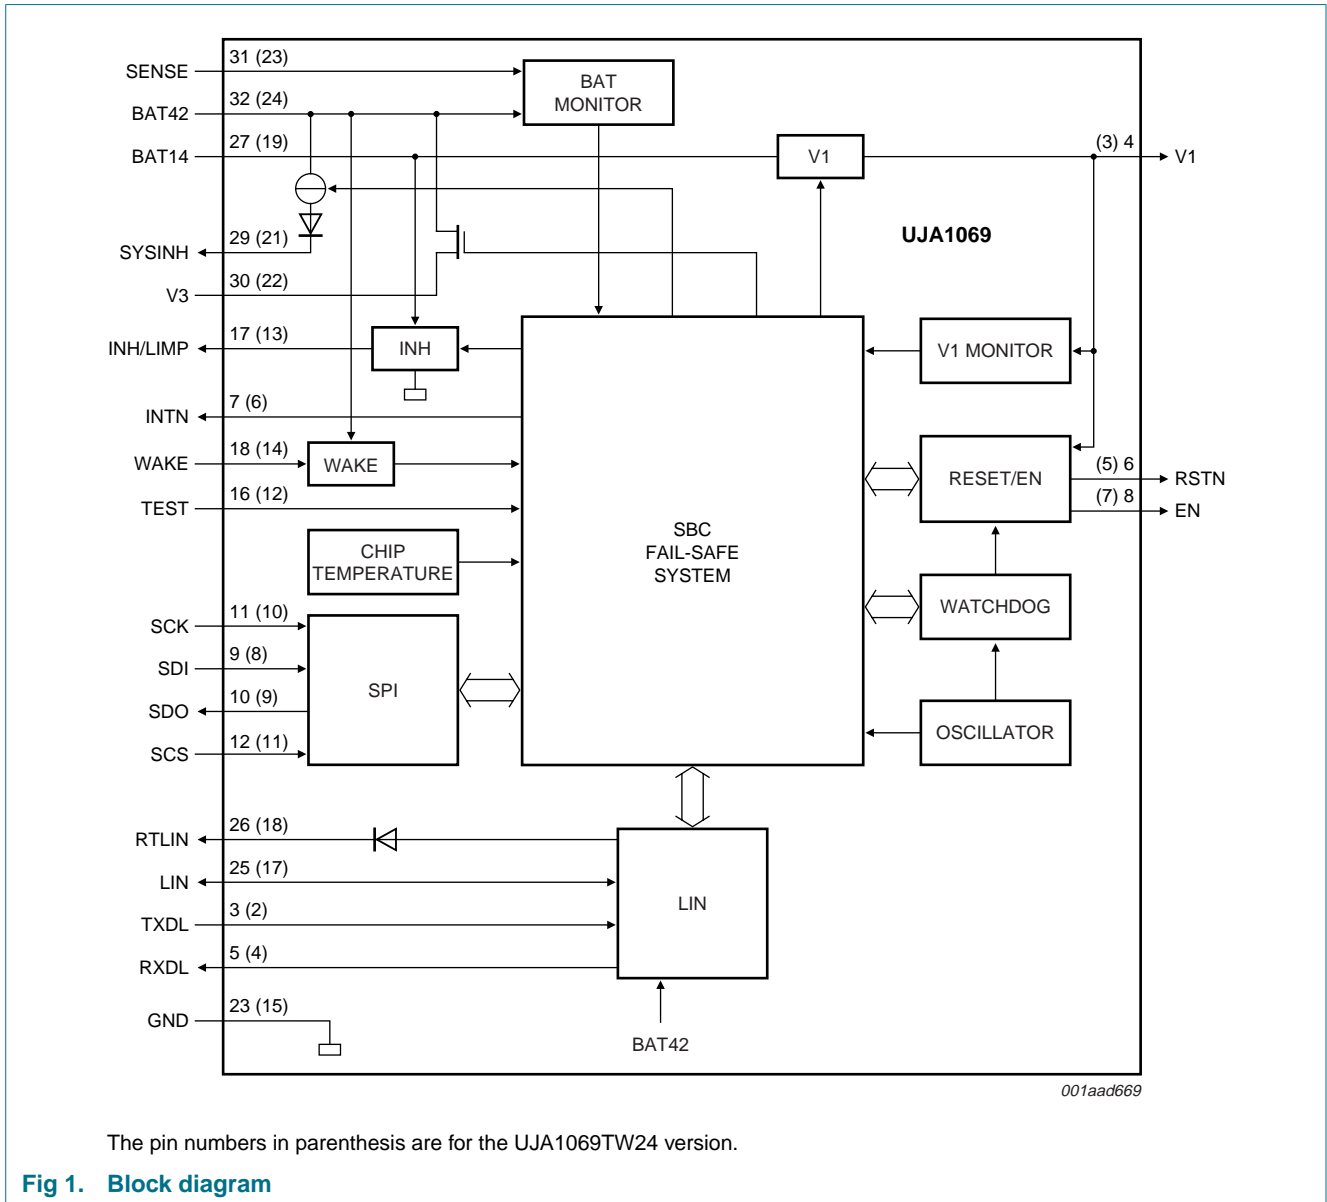 31 (23)
SENSE
BAT
MONITOR
32 (24)
BAT42
27 (19)
BAT14
V1
(3) 4
V1
UJA1069
29 (21)
SYSINH
30 (22)
V3
17 (13)
INH/LIMP
INH
V1 MONITOR
7 (6)
INTN
18 (14)
WAKE
WAKE
RESET/EN
(5) 6
RSTN
16 (12)
TEST
(7) 8
EN
SBC
FAIL-SAFE
SYSTEM
CHIP
TEMPERATURE
WATCHDOG
11 (10)
SCK
9 (8)
SDI
SPI
10 (9)
SDO
12 (11)
SCS
OSCILLATOR
26 (18)
RTLIN
25 (17)
LIN
LIN
3 (2)
TXDL
5 (4)
RXDL
23 (15)
GND
BAT42
001aad669
The pin numbers in parenthesis are for the UJA1069TW24 version.
Fig 1. Block diagram